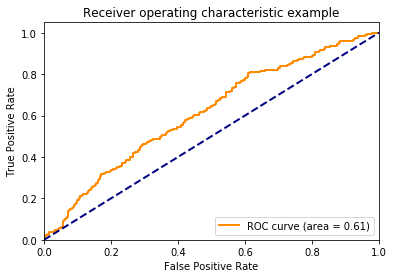 Receiver operating characteristic example
True Positive Rate
1.0
0.8
0.6
0.4
0.2
0.0
ROC curve (area = 0.61)
0.0 0.2 0.4 0.6 0.8 1.0
False Positive Rate